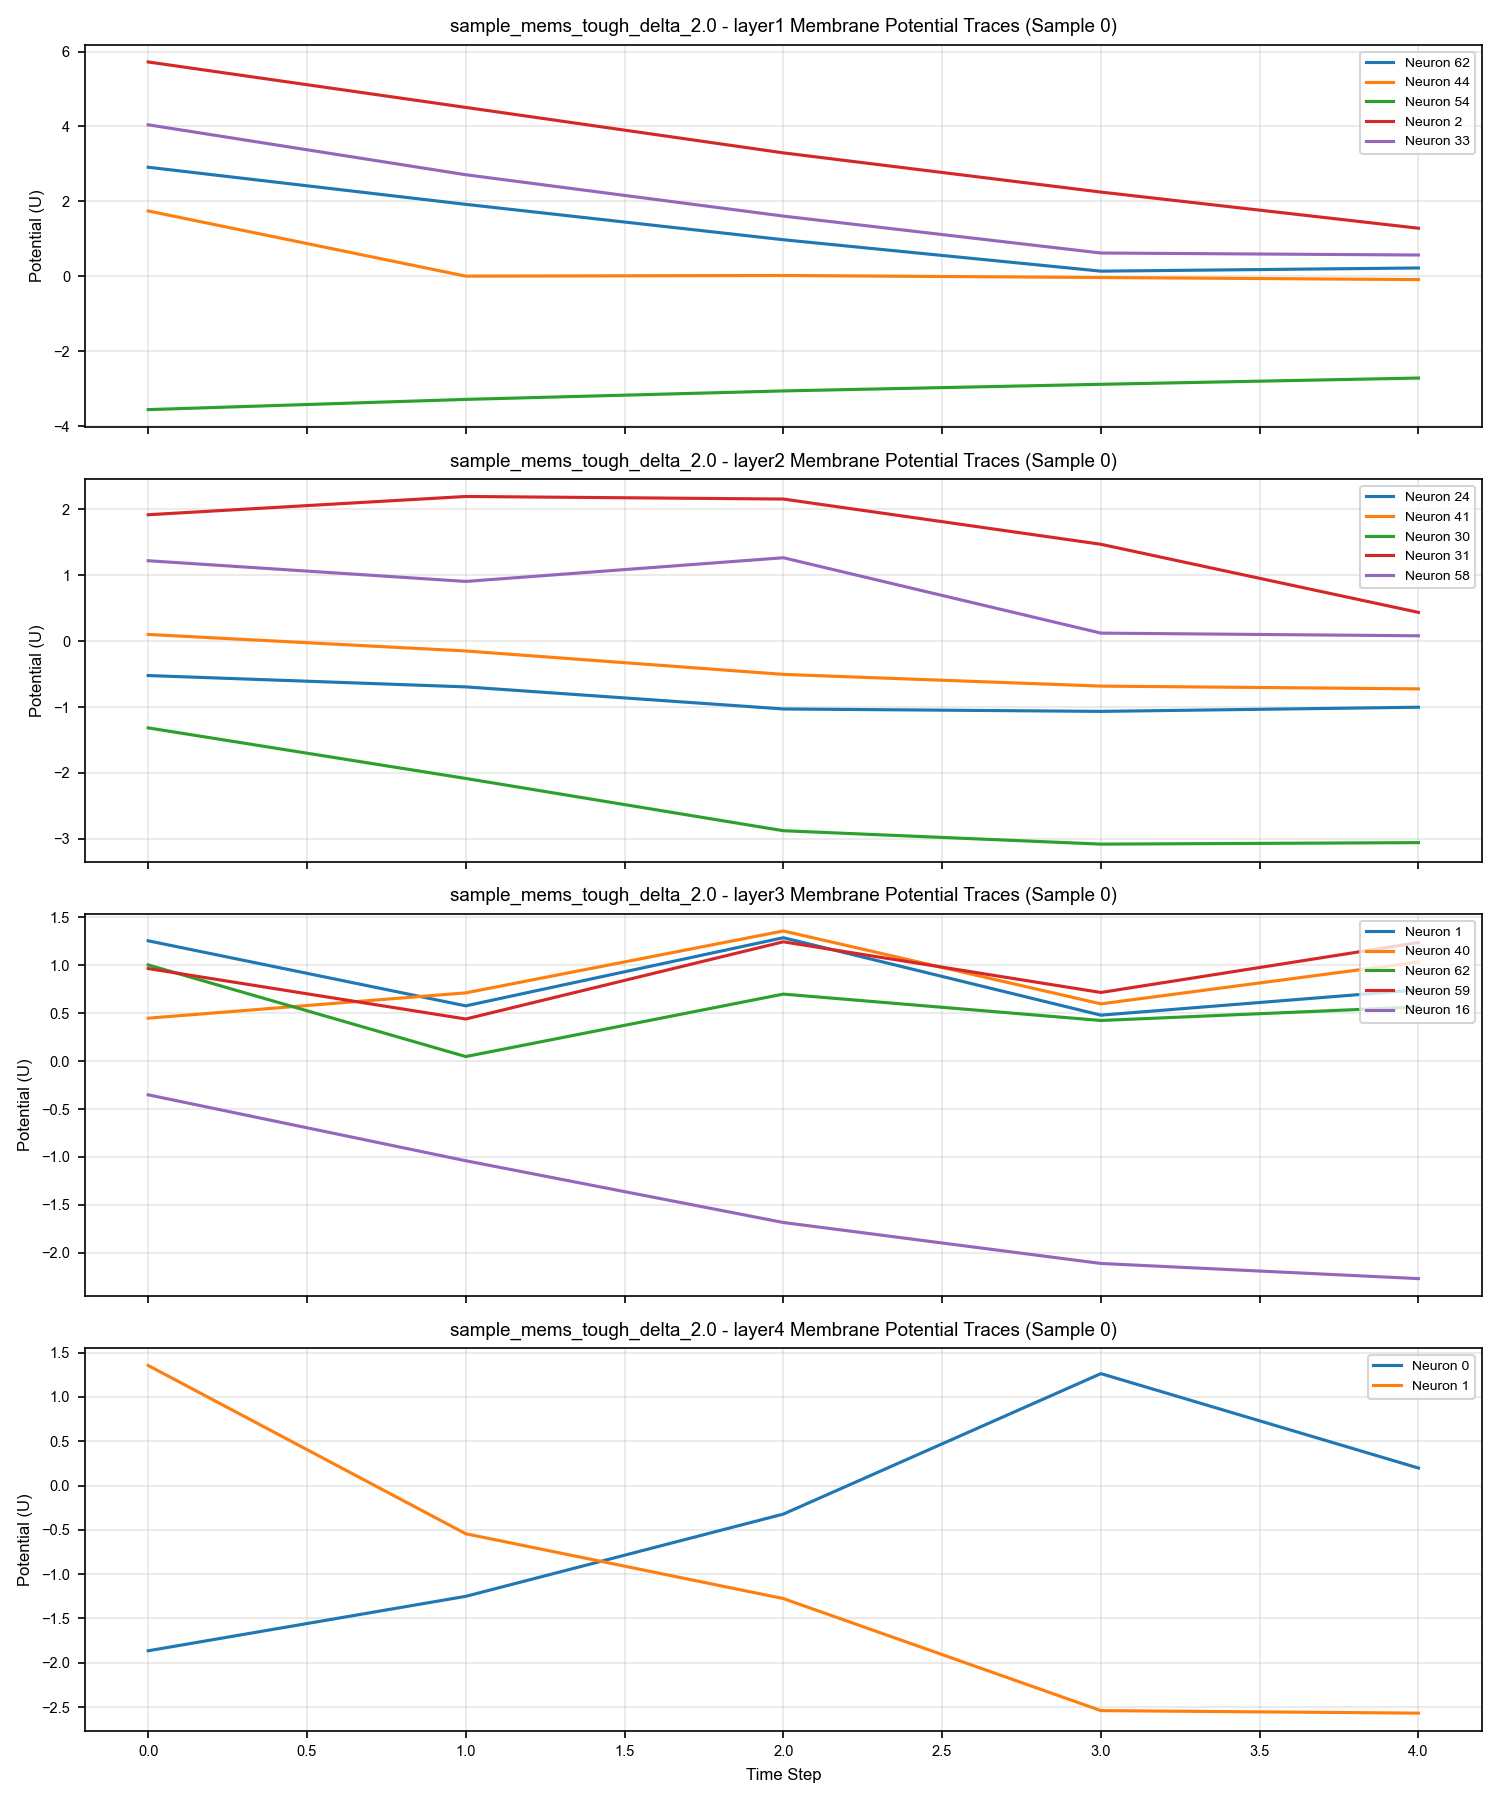 sample_mems_tough_delta_2.0 - layer1 Membrane Potential Traces (Sample 0)
Potential (U)
6
4
2
0
−2
−4
Neuron 62
Neuron 44
Neuron 54
Neuron 2
Neuron 33
sample_mems_tough_delta_2.0 - layer2 Membrane Potential Traces (Sample 0)
Potential (U)
2
1
0
−1
−2
−3
Neuron 24
Neuron 41
Neuron 30
Neuron 31
Neuron 58
sample_mems_tough_delta_2.0 - layer3 Membrane Potential Traces (Sample 0)
Potential (U)
1.5
1.0
0.5
0.0
−0.5
−1.0
−1.5
−2.0
Neuron 1
Neuron 40
Neuron 62
Neuron 59
Neuron 16
sample_mems_tough_delta_2.0 - layer4 Membrane Potential Traces (Sample 0)
Potential (U)
1.5
1.0
0.5
0.0
−0.5
−1.0
−1.5
−2.0
−2.5
Neuron 0
Neuron 1
0.0 0.5 1.0 1.5 2.0 2.5 3.0 3.5 4.0
Time Step